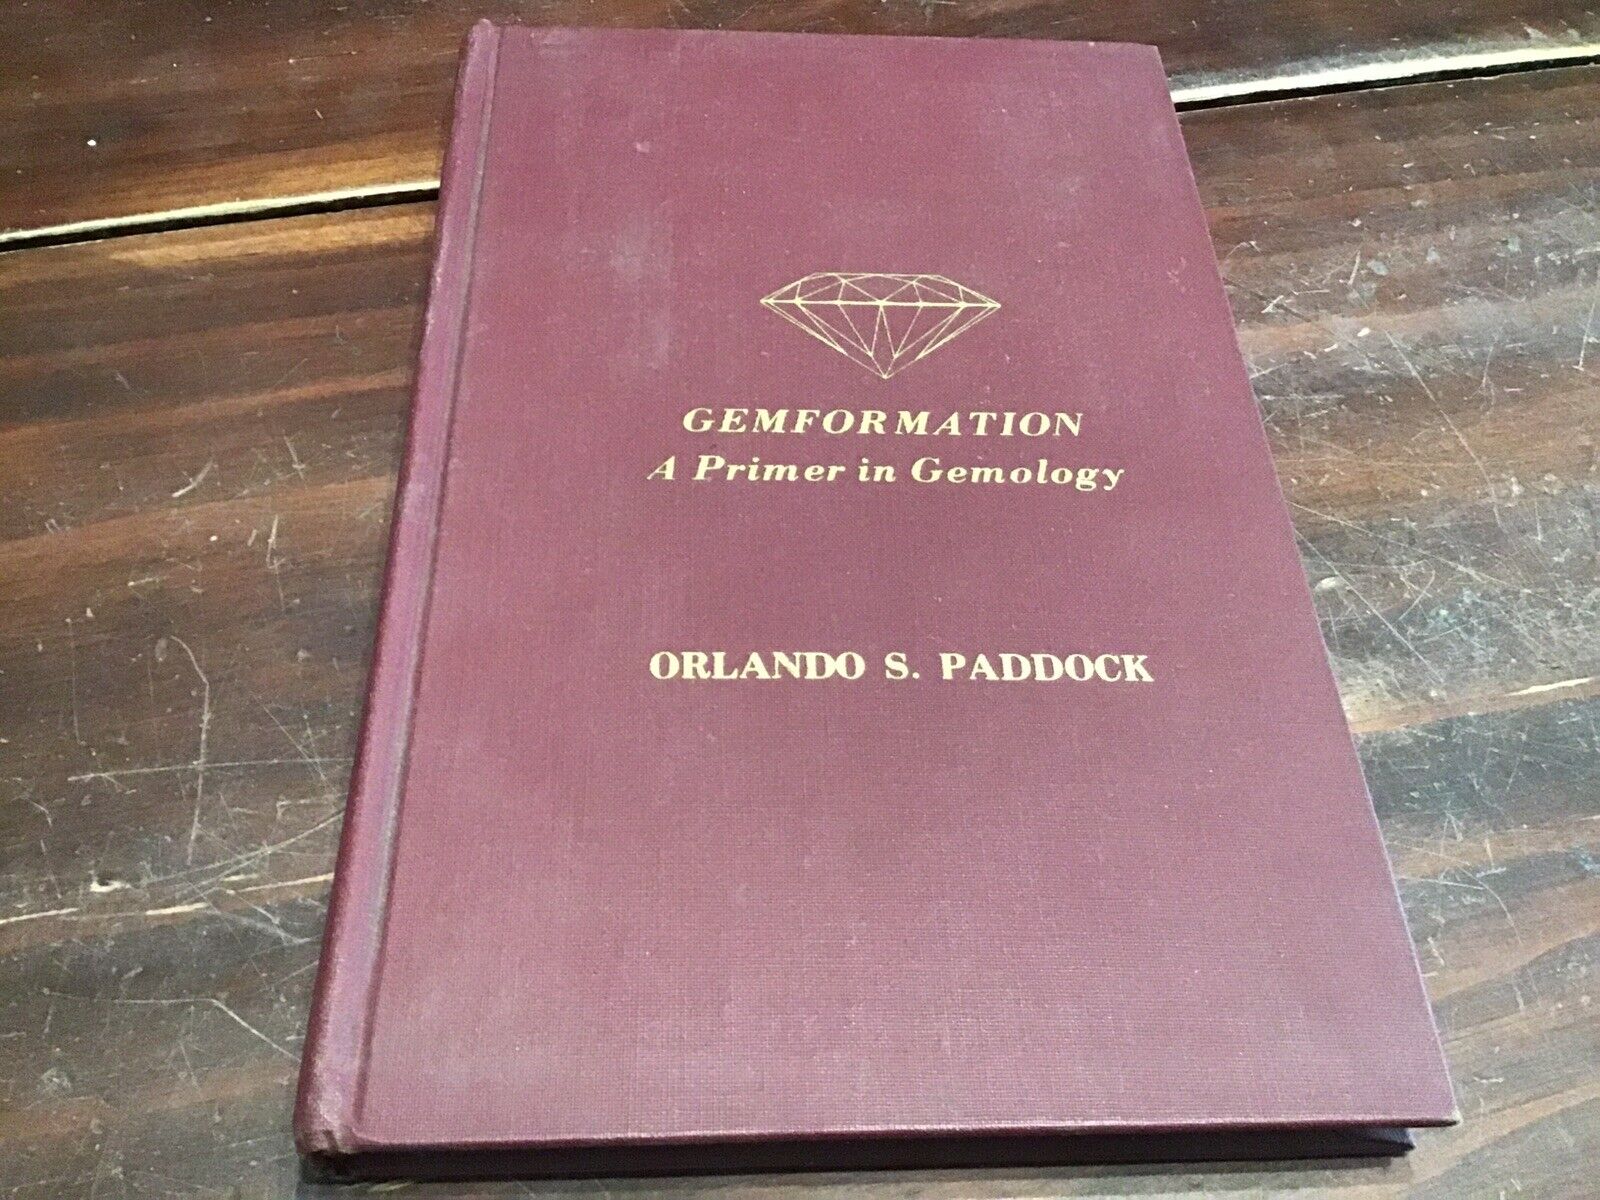 GEMFORMATION
A Primer in Gemology
ORLANDO S. PADDOCK